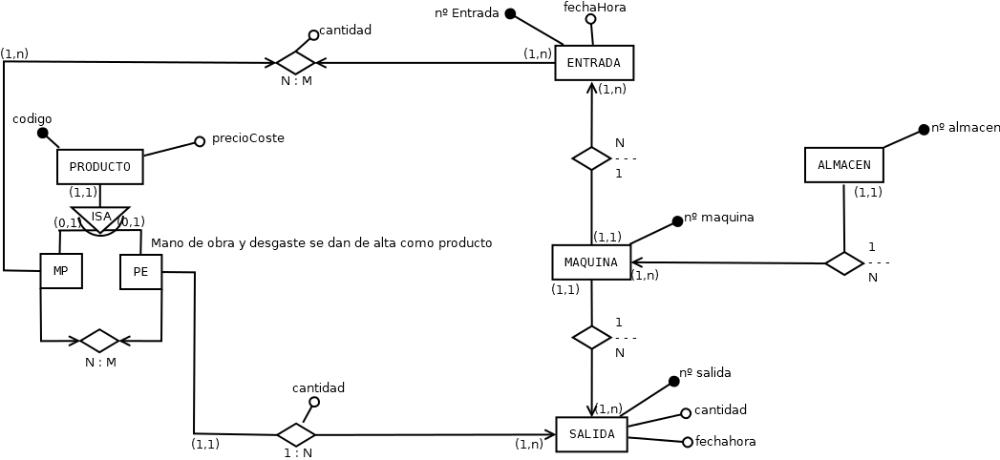 nº Entrada
fechaHora
cantidad
(1,n)
(1,n)
ENTRADA
N : M
(1,n)
codigo
precioCoste
nº almacen
PRODUCTO
N
1
ALMACEN
(1,1)
(1,1)
ISA
(0,1)
(0,1)
nº maquina
Mano de obra y desgaste se dan de alta como producto
(1,1)
1
N
MP
PE
MAQUINA
(1,n)
(1,1)
1
N
N : M
nº salida
cantidad
(1,n)
cantidad
SALIDA
(1,1)
(1,n)
fechahora
1 : N